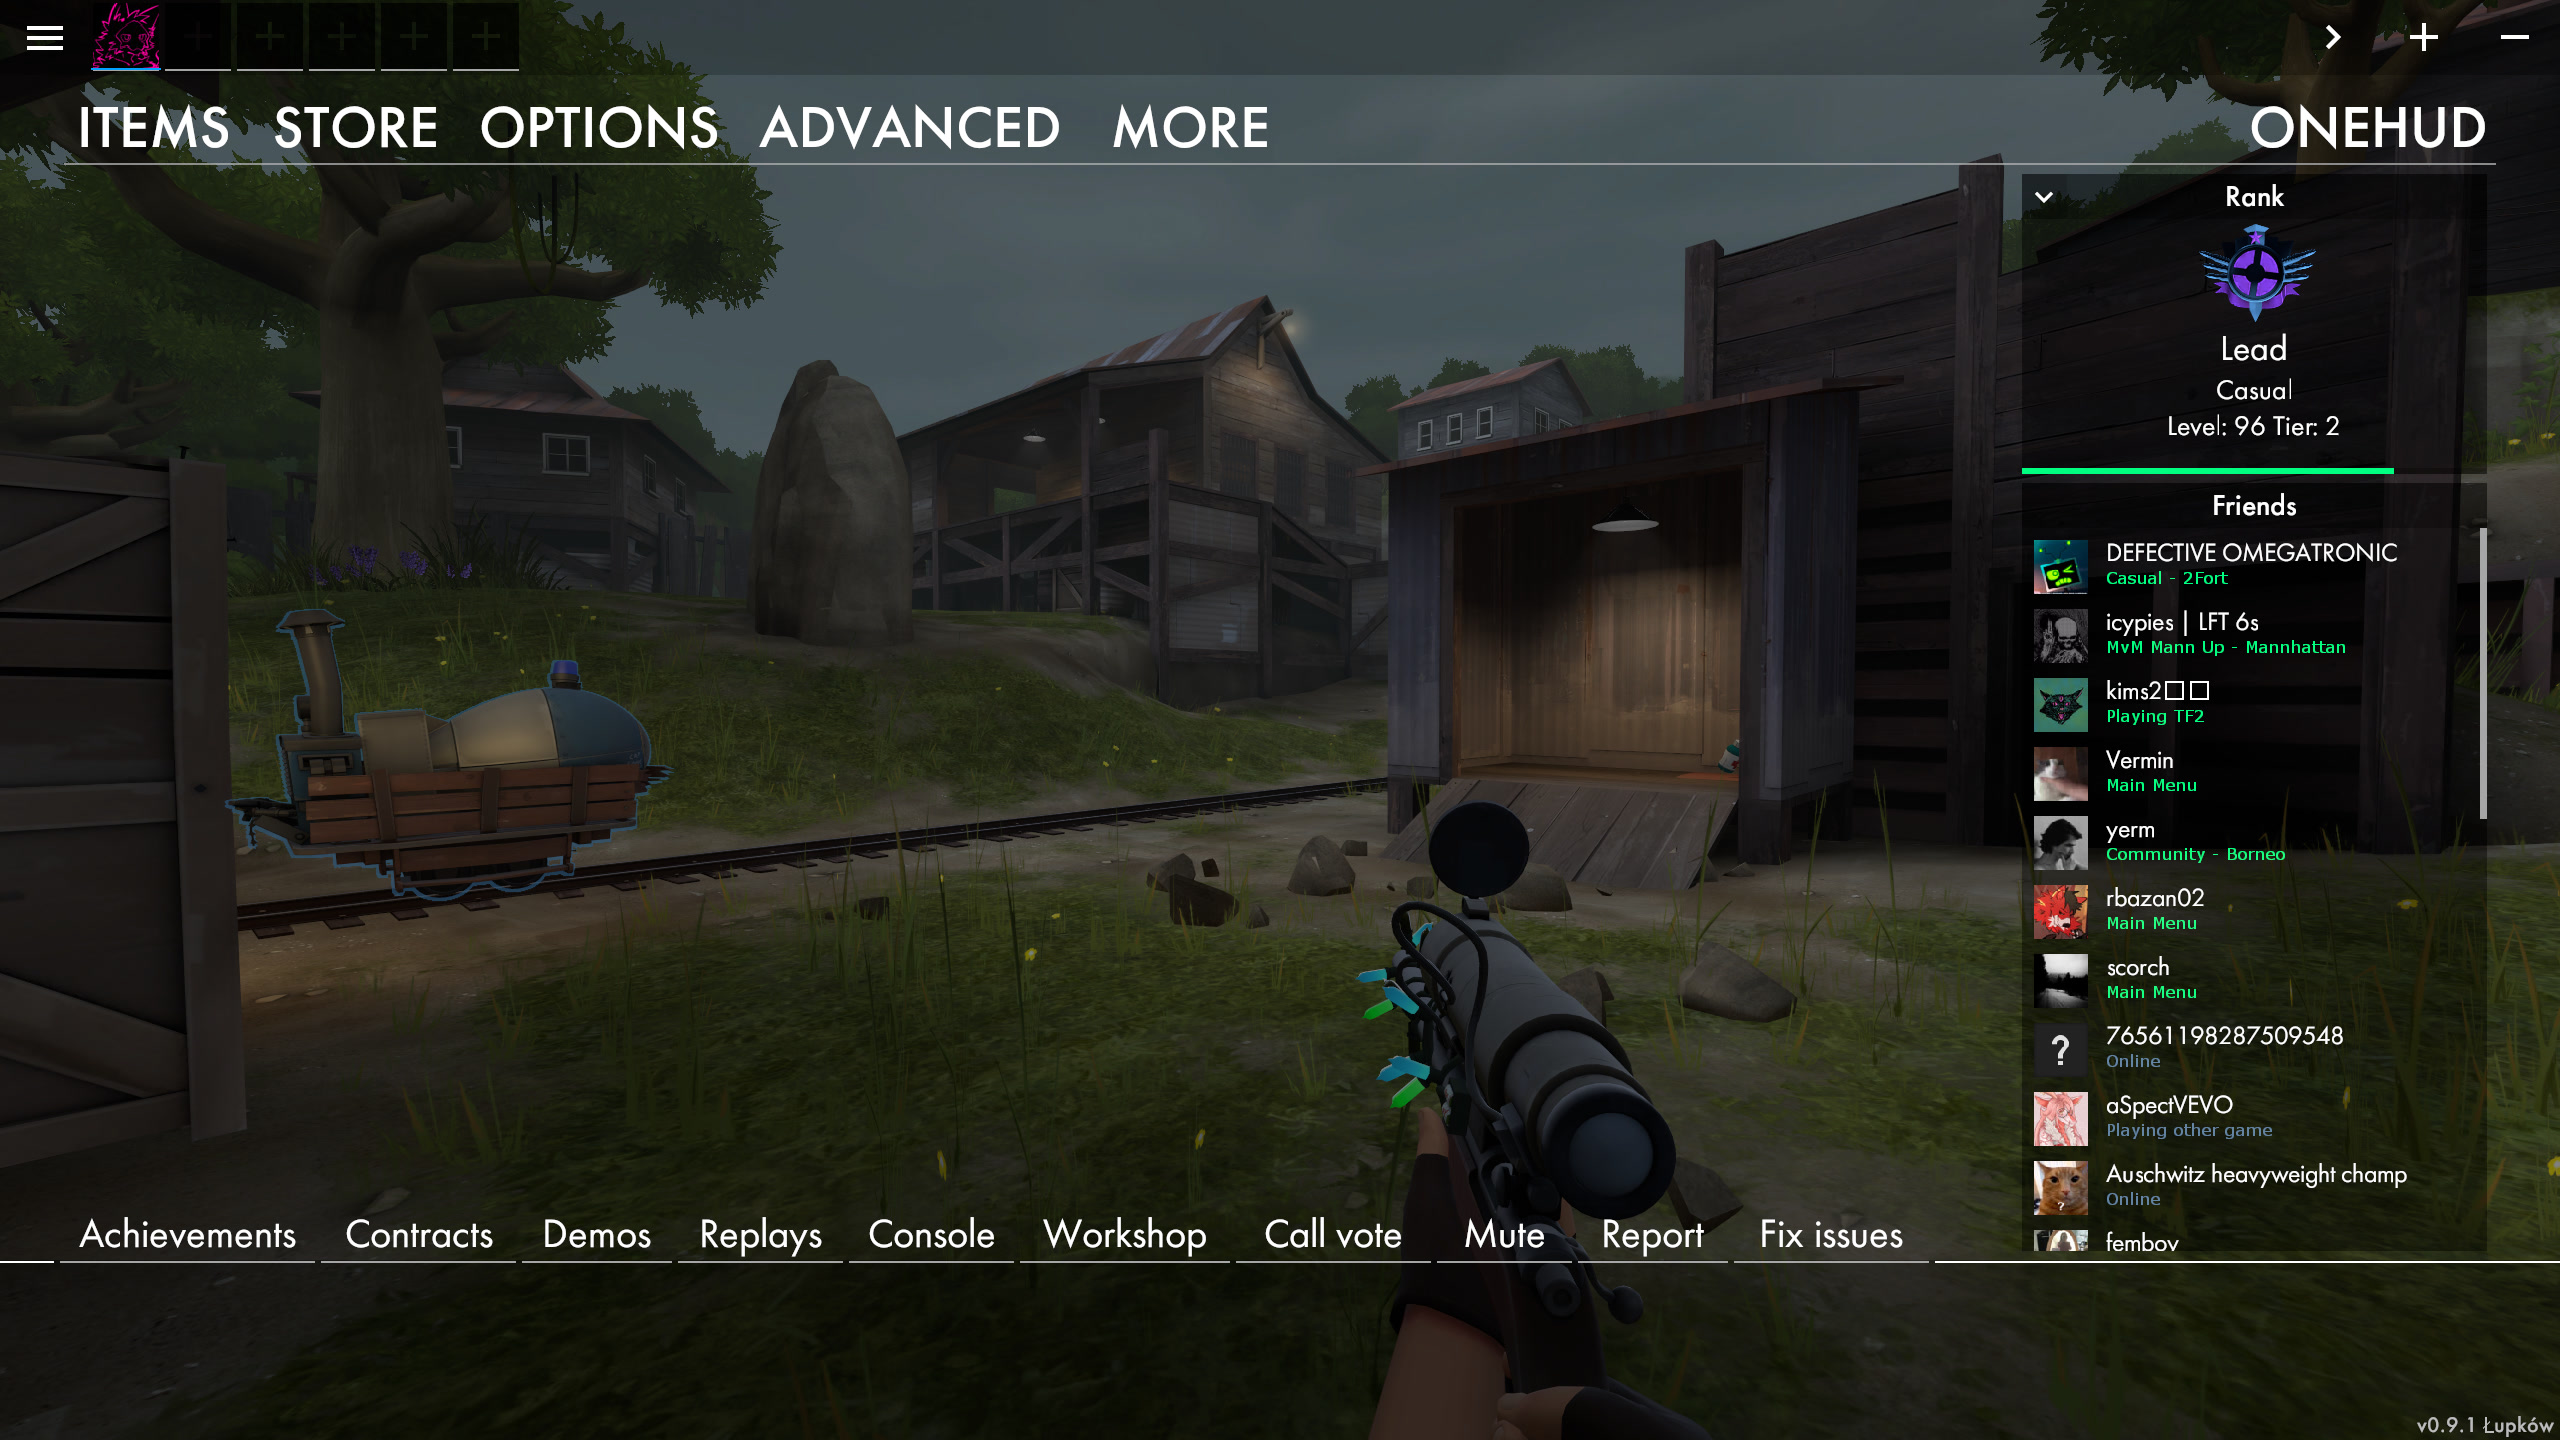 ITEMS STORE OPTIONS ADVANCED MORE ONEHUD
Rank
Lead
Casual
Level: 96 Tier: 2
Friends
DEFECTIVE OMEGATRONIC
Casual - 2Fort
icypies | LFT 6s
MvM Mann Up - Mannhattan
kims2□□
Playing TF2
Vermin
Main Menu
yerm
Community - Borneo
rbazan02
Main Menu
scorch
Main Menu
?
76561198287509548
Online
aSpectVEVO
Playing other game
Auschwitz heavyweight champ
Online
femboy
Achievements Contracts Demos Replays Console Workshop Call vote Mute Report Fix issues
v0.9.1 Łupków